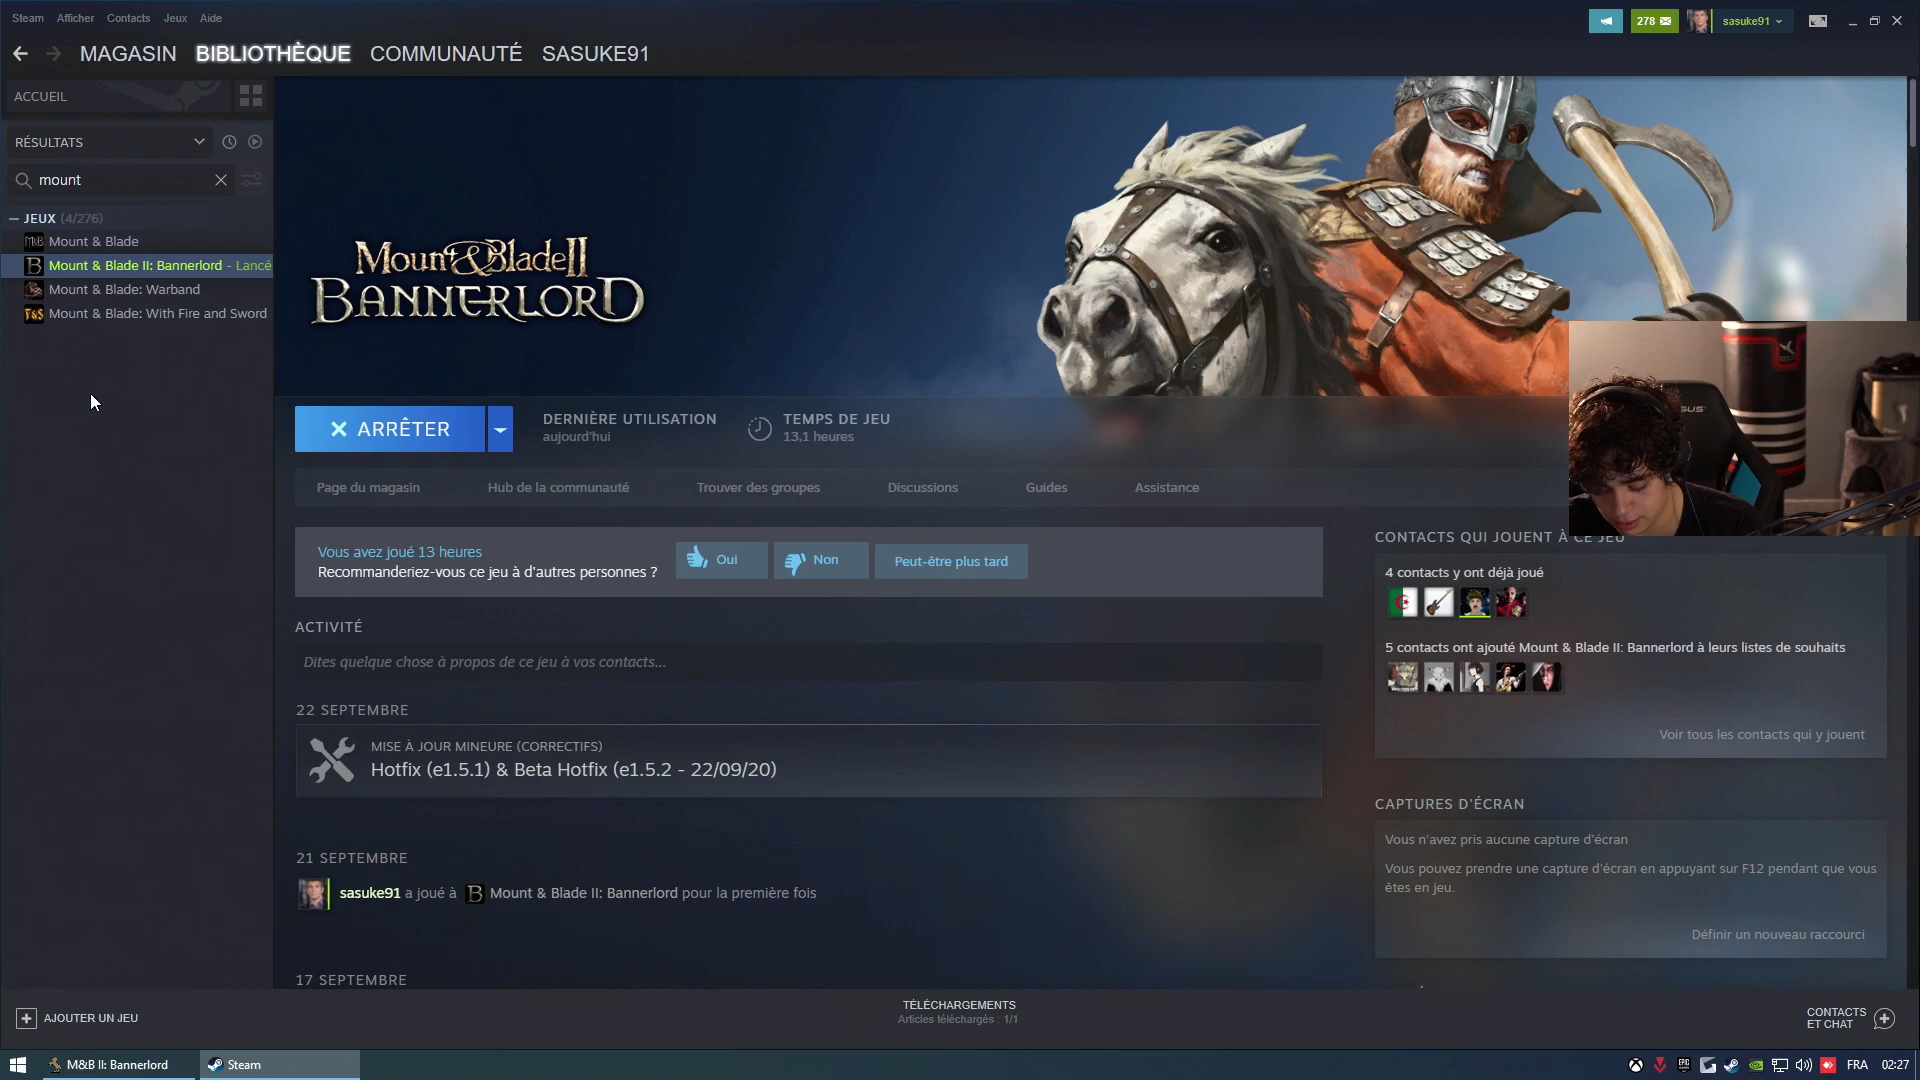 Steam Afficher Contacts Jeux Aide
278
sasuke91
MAGASIN BIBLIOTHÈQUE COMMUNAUTÉ SASUKE91
ACCUEIL
RÉSULTATS
mount
JEUX (4/276)
Mount & Blade
Mount & Blade II: Bannerlord - Lancé
Mount & Blade: Warband
Mount & Blade: With Fire and Sword
Mount & Blade II
BANNERLORD
ARRÊTER
DERNIÈRE UTILISATION
aujourd'hui
TEMPS DE JEU
13,1 heures
Page du magasin Hub de la communauté Trouver des groupes Discussions Guides Assistance
Vous avez joué 13 heures
Recommanderiez-vous ce jeu à d'autres personnes ?
Oui Non Peut-être plus tard
ACTIVITÉ
Dites quelque chose à propos de ce jeu à vos contacts...
22 SEPTEMBRE
MISE À JOUR MINEURE (CORRECTIFS)
Hotfix (e1.5.1) & Beta Hotfix (e1.5.2 - 22/09/20)
21 SEPTEMBRE
sasuke91 a joué à Mount & Blade II: Bannerlord pour la première fois
17 SEPTEMBRE
CONTACTS QUI JOUENT À CE JEU
4 contacts y ont déjà joué
5 contacts ont ajouté Mount & Blade II: Bannerlord à leurs listes de souhaits
Voir tous les contacts qui y jouent
CAPTURES D'ÉCRAN
Vous n'avez pris aucune capture d'écran
Vous pouvez prendre une capture d'écran en appuyant sur F12 pendant que vous
êtes en jeu.
Définir un nouveau raccourci
AJOUTER UN JEU
TÉLÉCHARGEMENTS
Articles téléchargés : 1/1
CONTACTS
ET CHAT
M&B II: Bannerlord
Steam
FRA 02:27